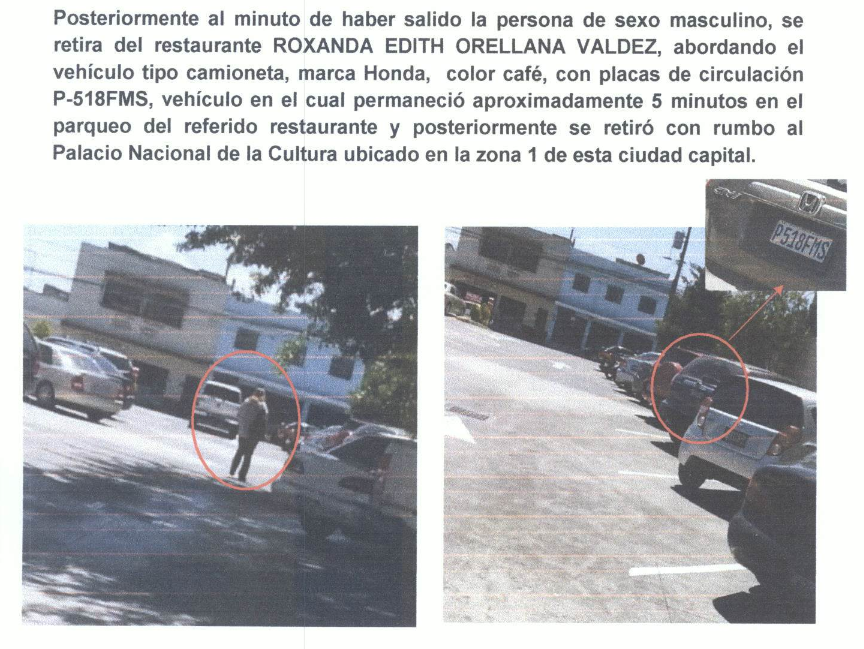 Posteriormente al minuto de haber salido la persona de sexo masculino, se
retira del restaurante ROXANDA EDITH ORELLANA VALDEZ, abordando el
vehículo tipo camioneta, marca Honda, color café, con placas de circulación
P-518FMS, vehículo en el cual permaneció aproximadamente 5 minutos en el
parqueo del referido restaurante y posteriormente se retiró con rumbo al
Palacio Nacional de la Cultura ubicado en la zona 1 de esta ciudad capital.
P518FMS